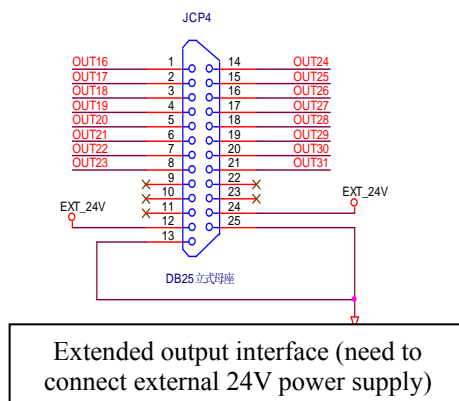 JCP4
OUT16 1 14 OUT24
OUT17 2 15 OUT25
OUT18 3 16 OUT26
OUT19 4 17 OUT27
OUT20 5 18 OUT28
OUT21 6 19 OUT29
OUT22 7 20 OUT30
OUT23 8 21 OUT31
9 22
10 23
EXT_24V 11 24 EXT_24V
12 25
13
DB25立式母座
Extended output interface (need to
connect external 24V power supply)